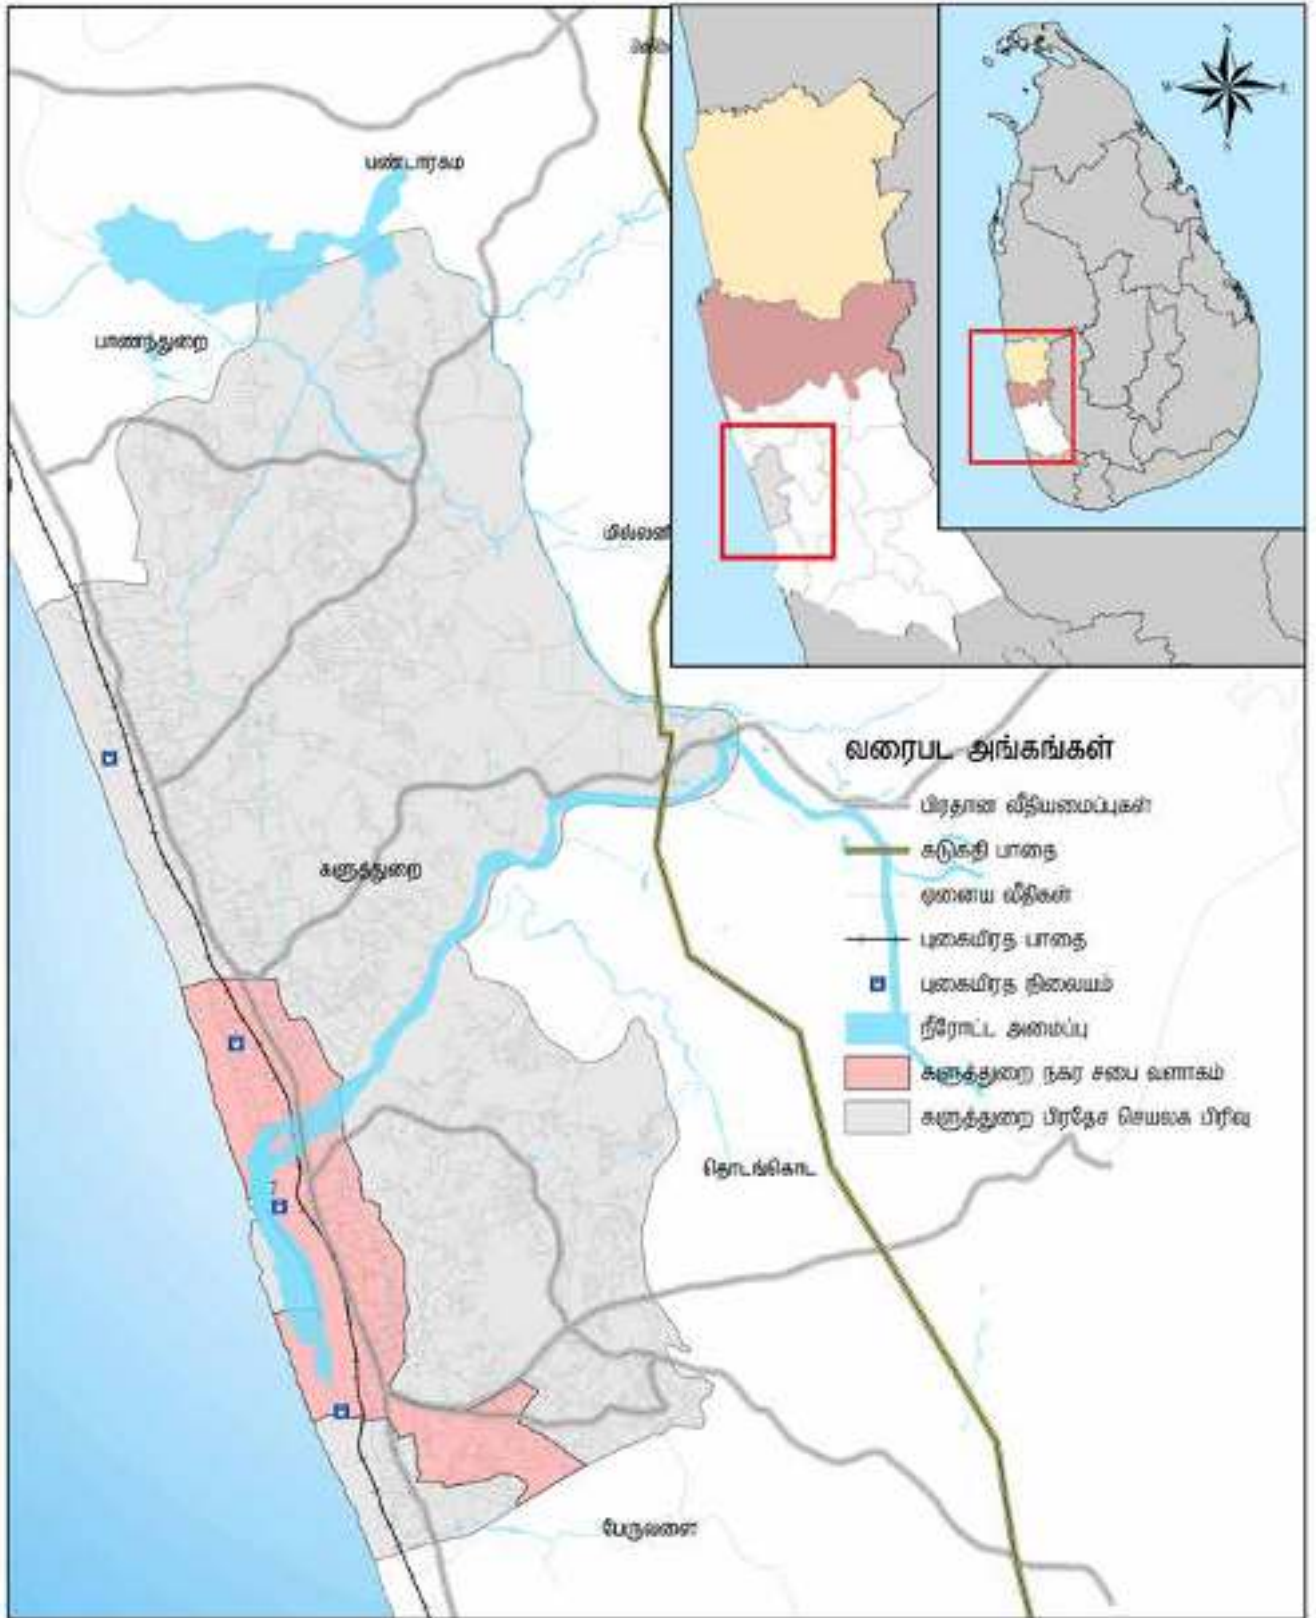 பண்டாரகம
N
W
E
S
பாணந்துறை
மில்லனி
வரைபட அங்கங்கள்
பிரதான வீதியமைப்புகள்
கடுகதி பாதை
ஏனைய வீதிகள்
புகையிரத பாதை
புகையிரத நிலையம்
நீரோட்ட அமைப்பு
களுத்துறை நகர சபை வளாகம்
களுத்துறை பிரதேச செயலக பிரிவு
களுத்துறை
தொடங்கொட
பேருவளை